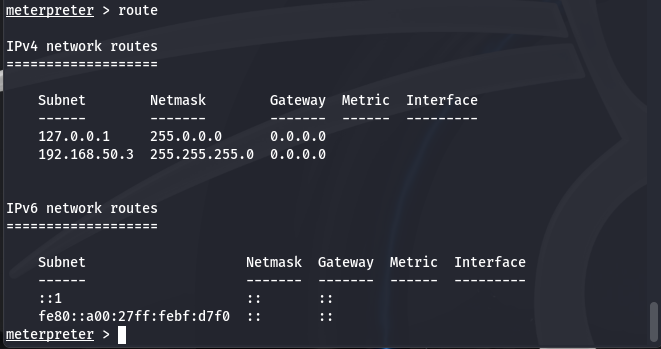 meterpreter > route
IPv4 network routes
===================
Subnet Netmask Gateway Metric Interface
------ ------- ------- ------ ---------
127.0.0.1 255.0.0.0 0.0.0.0
192.168.50.3 255.255.255.0 0.0.0.0
IPv6 network routes
===================
Subnet Netmask Gateway Metric Interface
------ ------- ------- ------ ---------
::1 :: ::
fe80::a00:27ff:febf:d7f0 :: ::
meterpreter >